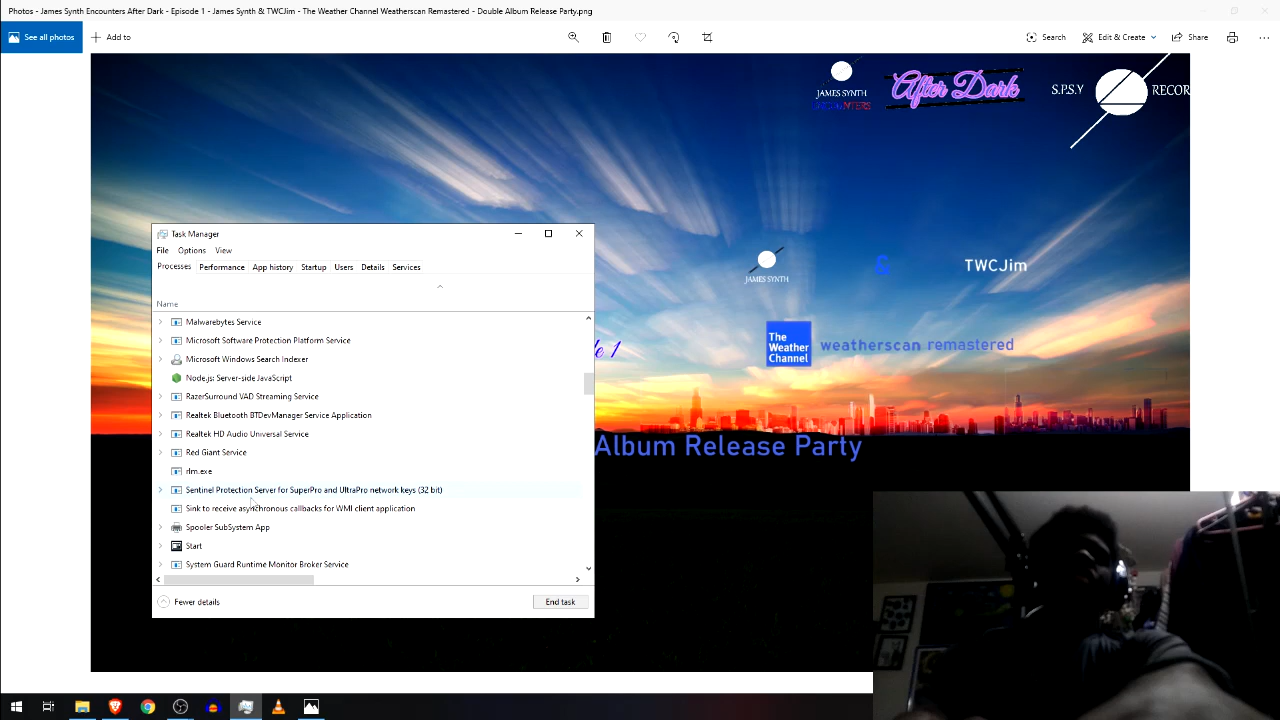 Photos - James Synth Encounters After Dark - Episode 1 - James Synth & TWCJim - The Weather Channel Weatherscan Remastered - Double Album Release Party.png
See all photos
Add to
Search
Edit & Create
Share
JAMES SYNTH
ENCOUNTERS
After Dark
S.P.S.Y
RECOR
Task Manager
File Options View
Processes Performance App history Startup Users Details Services
Name
Malwarebytes Service
Microsoft Software Protection Platform Service
Microsoft Windows Search Indexer
Node.js: Server-side JavaScript
RazerSurround VAD Streaming Service
Realtek Bluetooth BTDevManager Service Application
Realtek HD Audio Universal Service
Red Giant Service
rlm.exe
Sentinel Protection Server for SuperPro and UltraPro network keys (32 bit)
Sink to receive asynchronous callbacks for WMI client application
Spooler SubSystem App
Start
System Guard Runtime Monitor Broker Service
Fewer details
End task
JAMES SYNTH
&
TWCJim
1
The
Weather
Channel
weatherscan remastered
Album Release Party